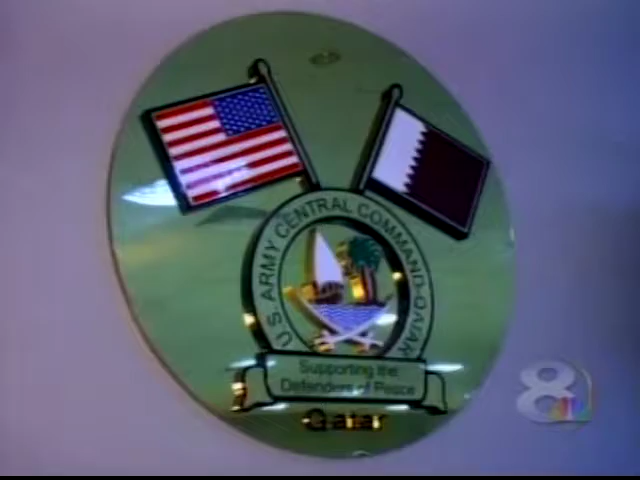 U.S. ARMY CENTRAL COMMAND-QATAR
Supporting the
Defenders of Peace
Qatar
8